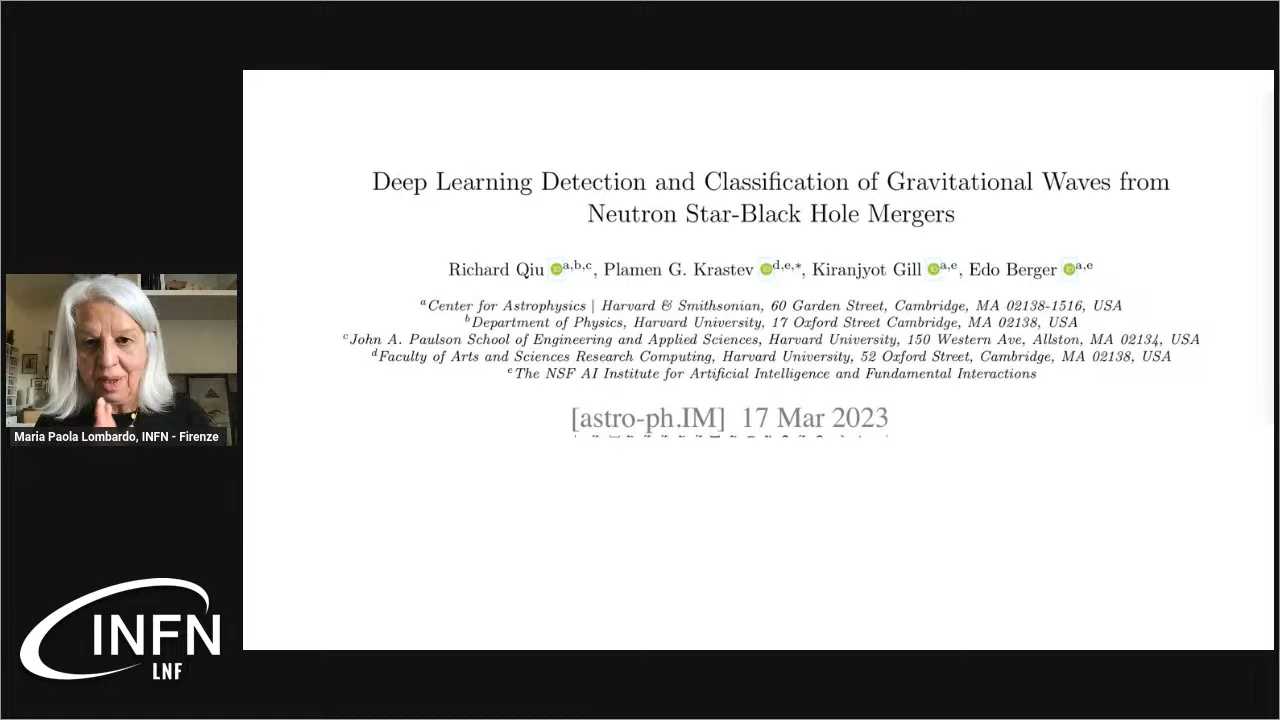 Deep Learning Detection and Classification of Gravitational Waves from
Neutron Star-Black Hole Mergers
Richard Qiu iD a,b,c, Plamen G. Krastev iD d,e,*, Kiranjyot Gill iD a,e, Edo Berger iD a,e
a Center for Astrophysics | Harvard & Smithsonian, 60 Garden Street, Cambridge, MA 02138-1516, USA
b Department of Physics, Harvard University, 17 Oxford Street Cambridge, MA 02138, USA
c John A. Paulson School of Engineering and Applied Sciences, Harvard University, 150 Western Ave, Allston, MA 02134, USA
d Faculty of Arts and Sciences Research Computing, Harvard University, 52 Oxford Street, Cambridge, MA 02138, USA
e The NSF AI Institute for Artificial Intelligence and Fundamental Interactions
[astro-ph.IM] 17 Mar 2023
Maria Paola Lombardo, INFN - Firenze
INFN
LNF